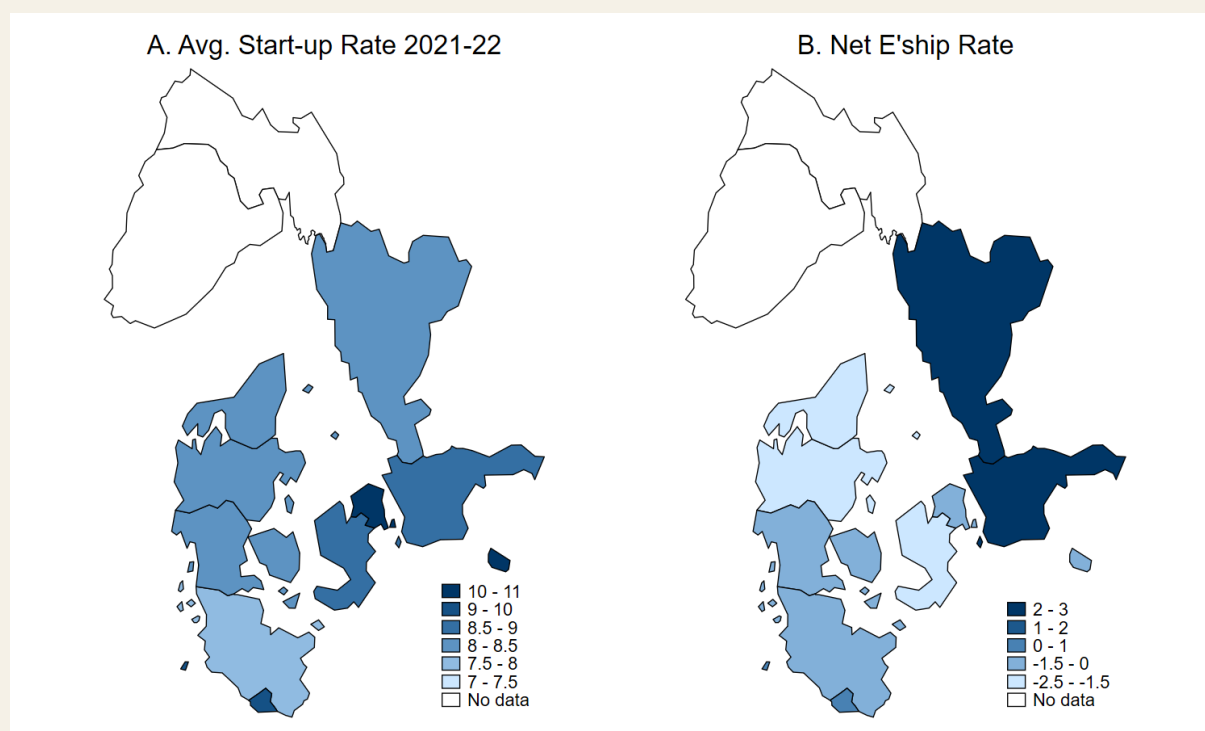 A. Avg. Start-up Rate 2021-22
10 - 11
9 - 10
8.5 - 9
8 - 8.5
7.5 - 8
7 - 7.5
No data
B. Net E'ship Rate
2 - 3
1 - 2
0 - 1
-1.5 - 0
-2.5 - -1.5
No data